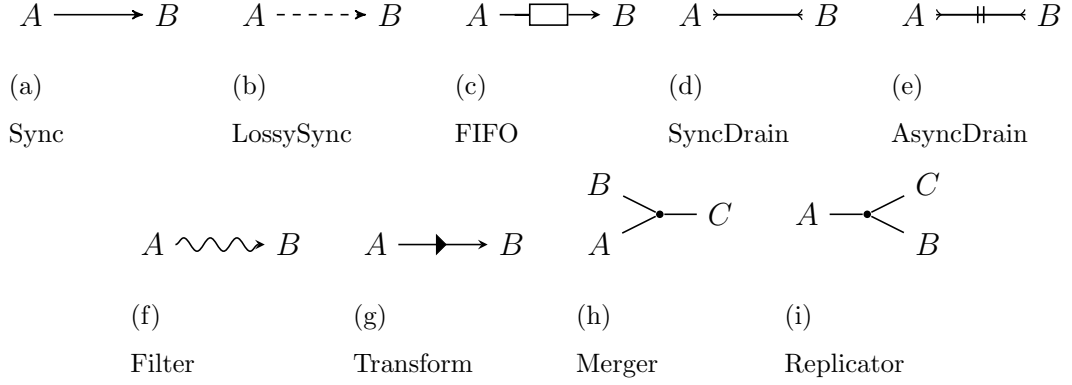 A B A B A B A B A B
(a) (b) (c) (d) (e)
Sync LossySync FIFO SyncDrain AsyncDrain
B C
A B A B C A
A B
(f) (g) (h) (i)
Filter Transform Merger Replicator